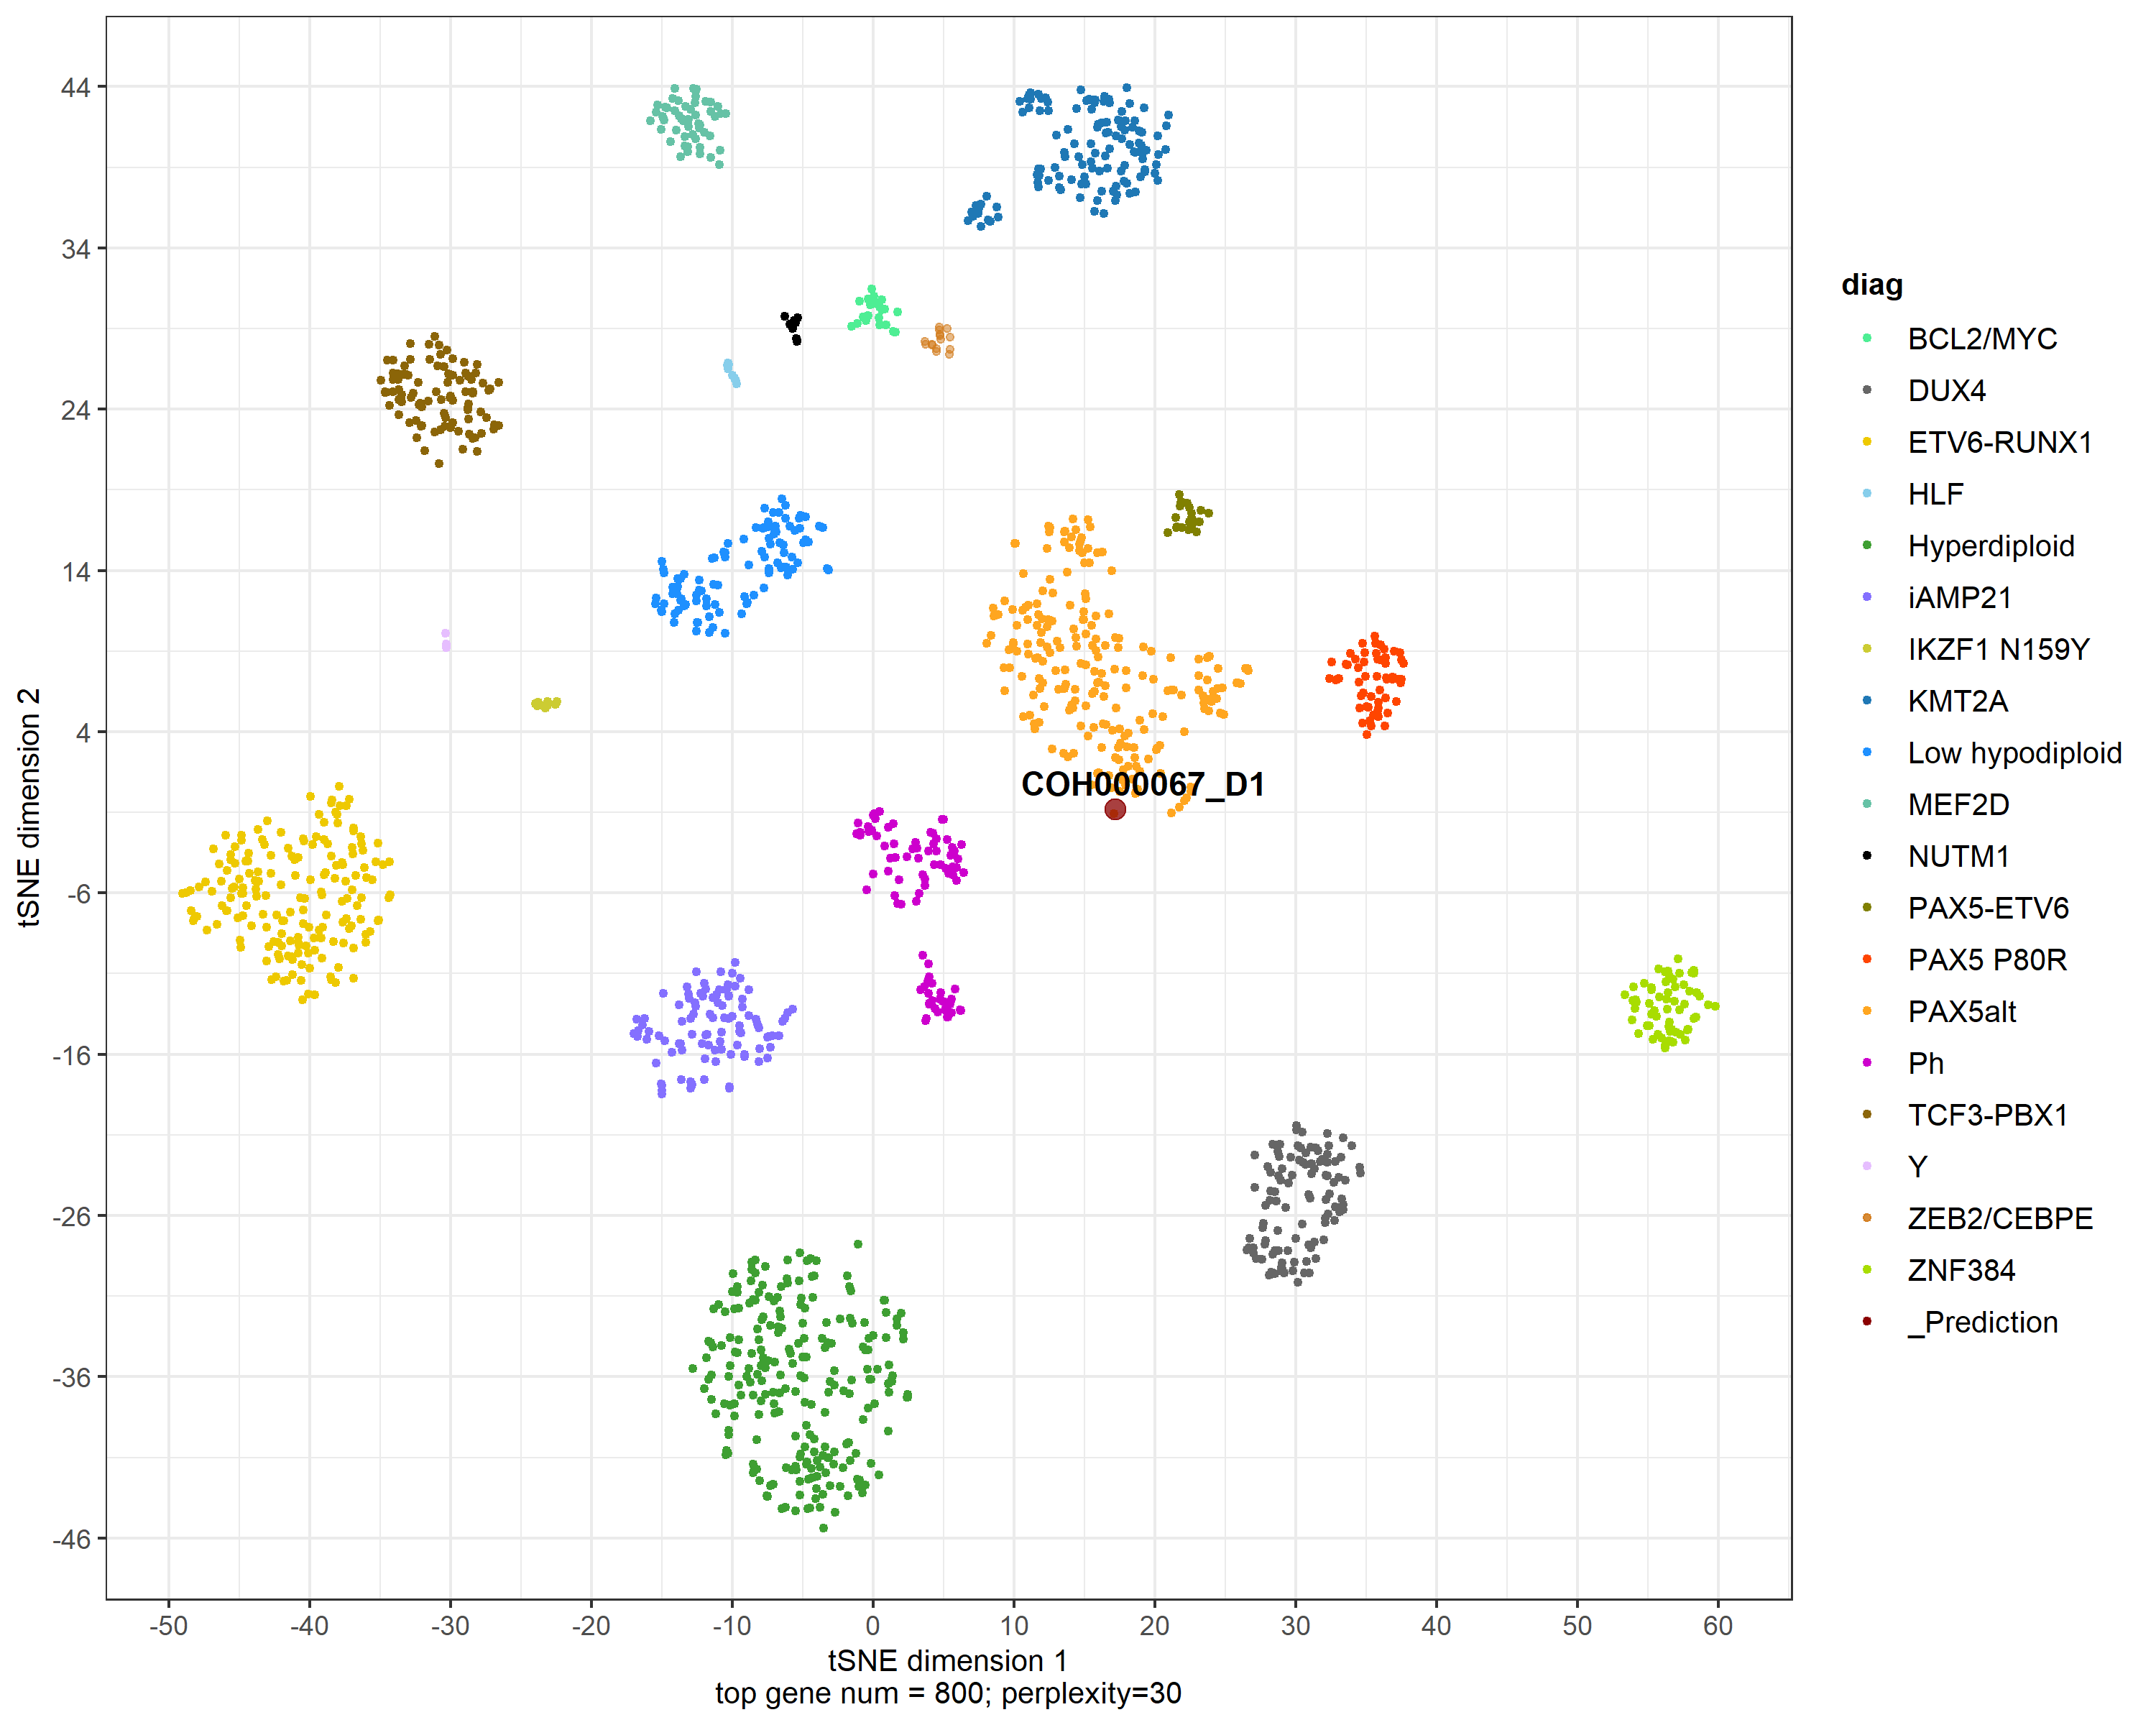 44
34
24
14
4
-6
-16
-26
-36
-46
tSNE dimension 2
COH000067_D1
-50 -40 -30 -20 -10 0 10 20 30 40 50 60
tSNE dimension 1
top gene num = 800; perplexity=30
diag
BCL2/MYC
DUX4
ETV6-RUNX1
HLF
Hyperdiploid
iAMP21
IKZF1 N159Y
KMT2A
Low hypodiploid
MEF2D
NUTM1
PAX5-ETV6
PAX5 P80R
PAX5alt
Ph
TCF3-PBX1
Y
ZEB2/CEBPE
ZNF384
_Prediction